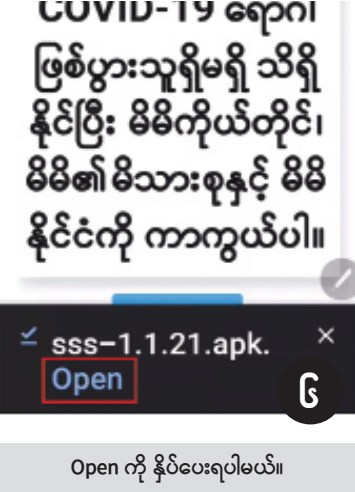 COVID-19 ရောဂါ
ဖြစ်ပွားသူရှိမရှိ သိရှိ
နိုင်ပြီး မိမိကိုယ်တိုင်၊
မိမိ၏မိသားစုနှင့် မိမိ
နိုင်ငံကို ကာကွယ်ပါ။
sss-1.1.21.apk.
Open
၆
Open ကို နှိပ်ပေးရပါမယ်။